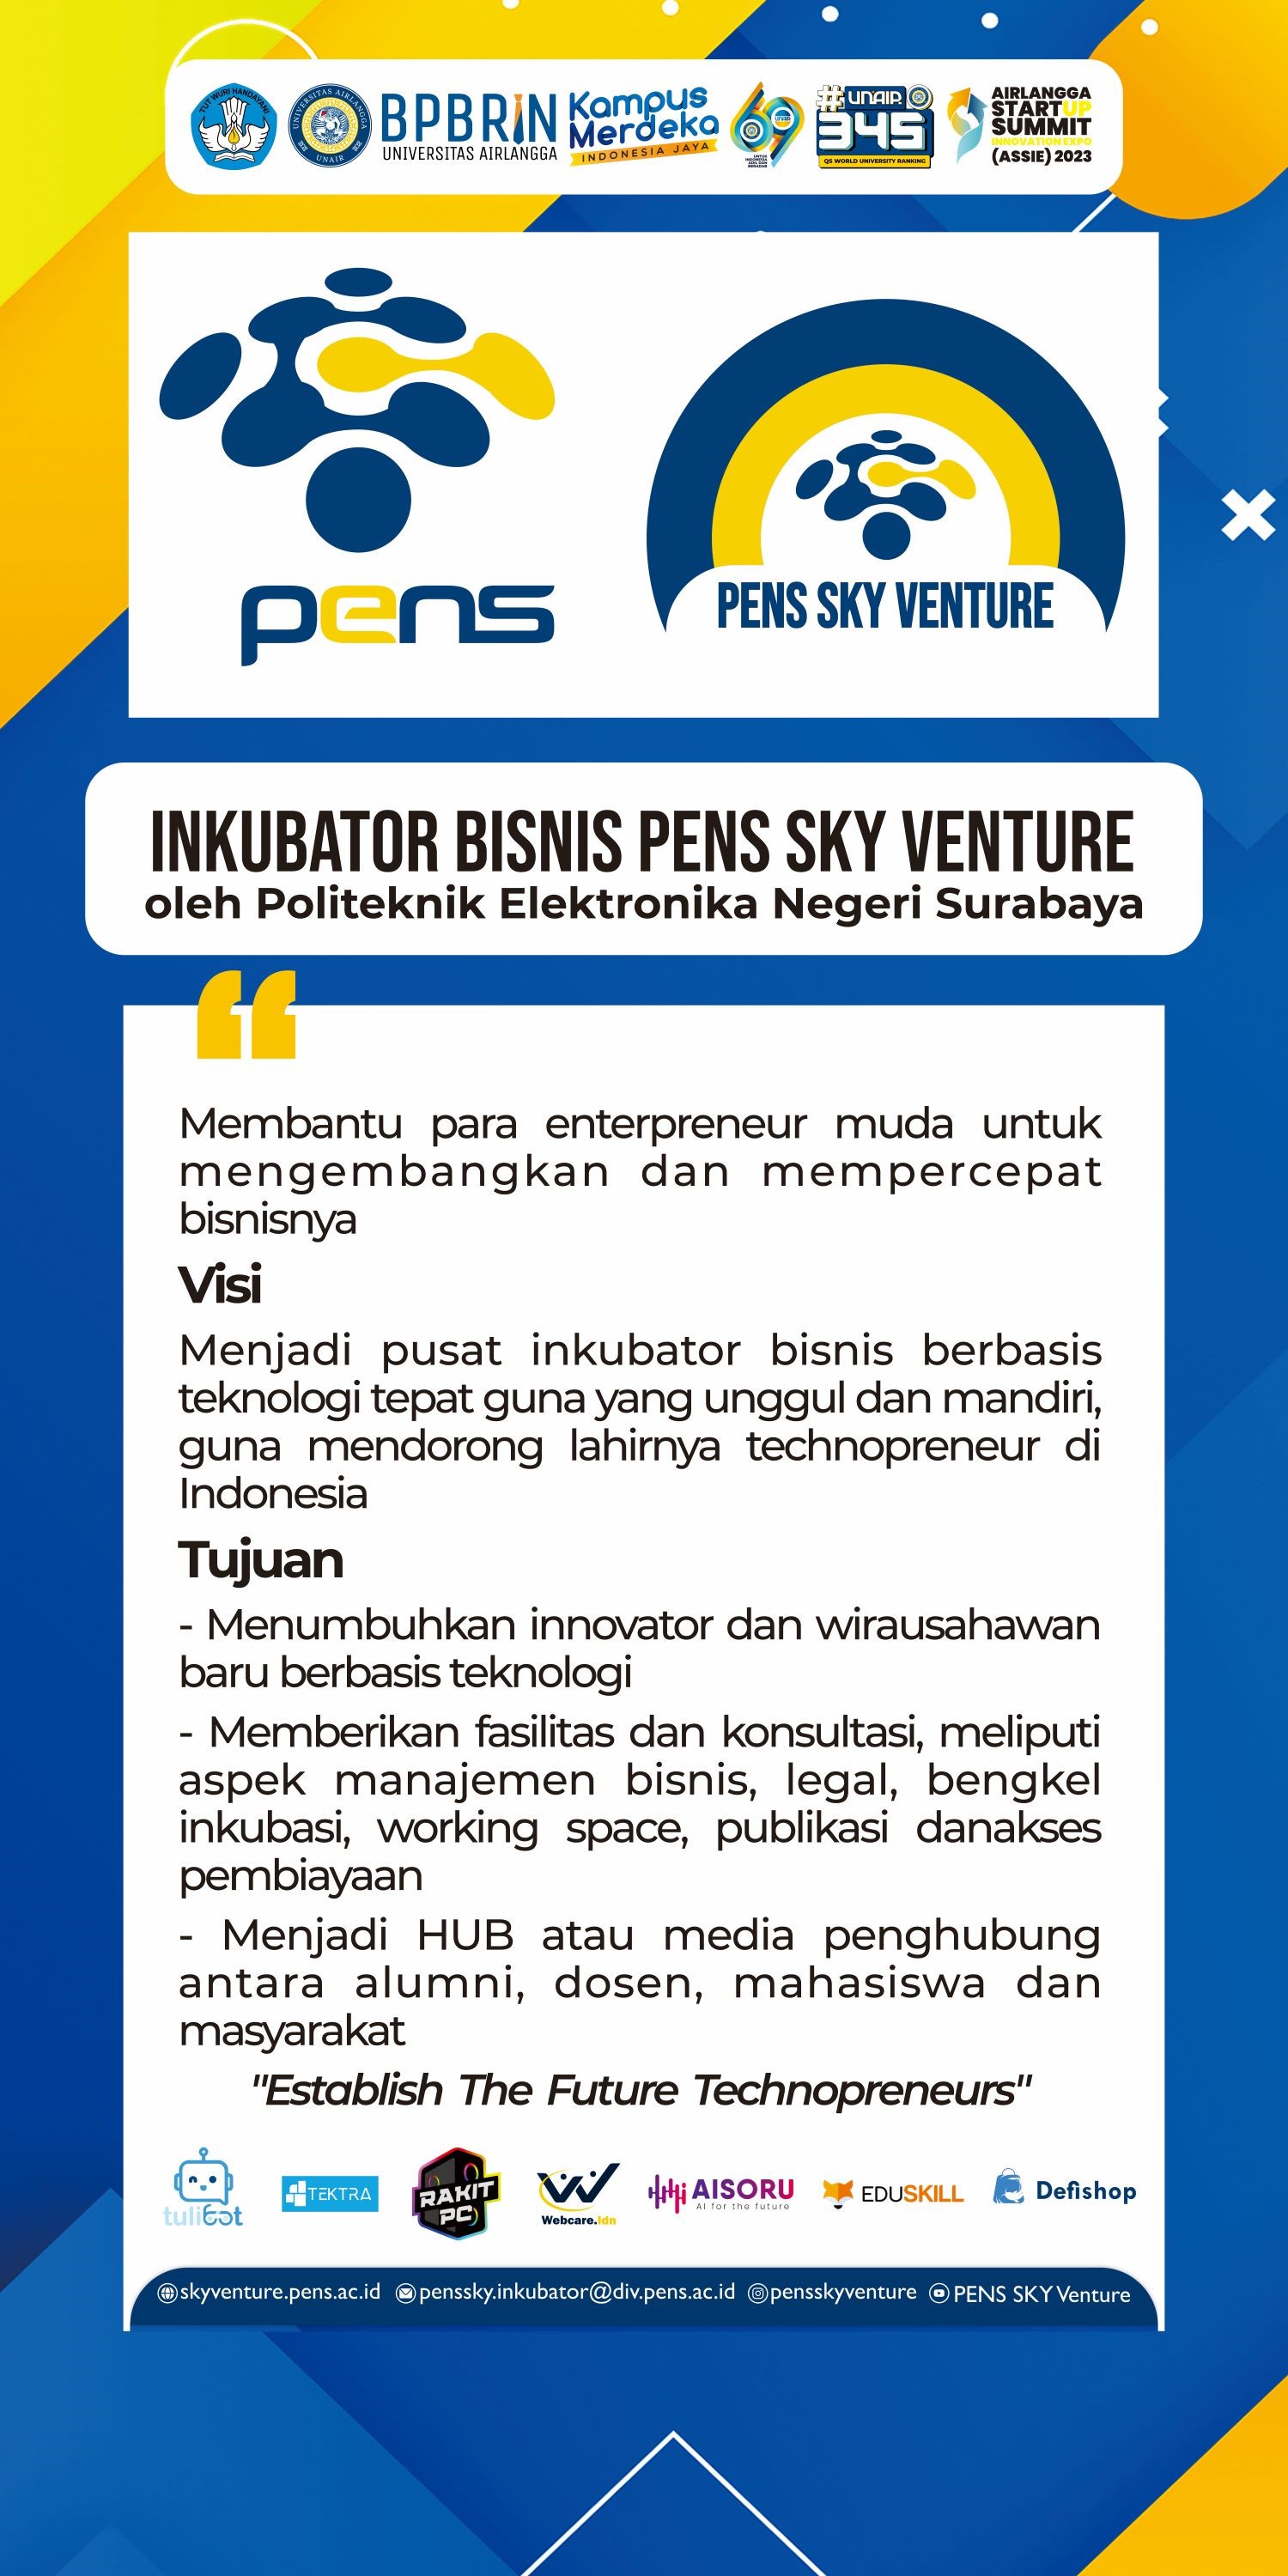 TUT WURI HANDAYANI
UNIVERSITAS AIRLANGGA
UNAIR
BPBRIN
UNIVERSITAS AIRLANGGA
Kampus
Merdeka
INDONESIA JAYA
69
#UNAIR
345
QS WORLD UNIVERSITY RANKING
AIRLANGGA
STARTUP
SUMMIT
INNOVATION EXPO
(ASSIE) 2023
pens
PENS SKY VENTURE
INKUBATOR BISNIS PENS SKY VENTURE
oleh Politeknik Elektronika Negeri Surabaya
“
Membantu para enterpreneur muda untuk
mengembangkan dan mempercepat
bisnisnya
Visi
Menjadi pusat inkubator bisnis berbasis
teknologi tepat guna yang unggul dan mandiri,
guna mendorong lahirnya technopreneur di
Indonesia
Tujuan
- Menumbuhkan innovator dan wirausahawan
baru berbasis teknologi
- Memberikan fasilitas dan konsultasi, meliputi
aspek manajemen bisnis, legal, bengkel
inkubasi, working space, publikasi danakses
pembiayaan
- Menjadi HUB atau media penghubung
antara alumni, dosen, mahasiswa dan
masyarakat
"Establish The Future Technopreneurs"
tulibot
TEKTRA
RAKIT
PC
Webcare.Idn
AISORU
AI for the future
EDUSKILL
Defishop
skyventure.pens.ac.id penssky.inkubator@div.pens.ac.id pensskyventure PENS SKY Venture